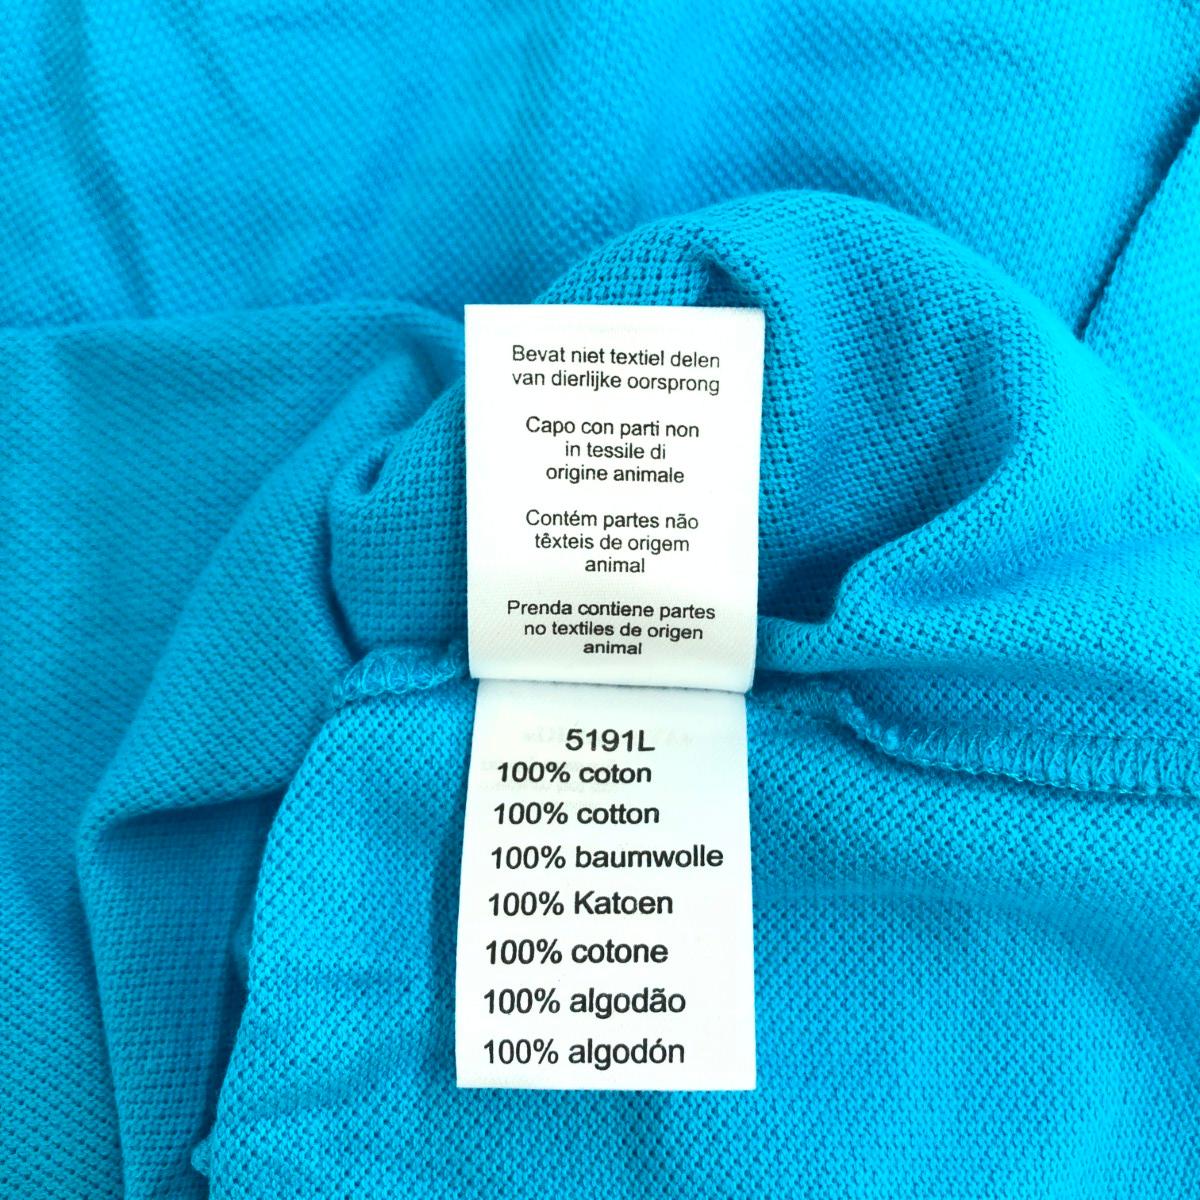 Bevat niet textiel delen
van dierlijke oorsprong
Capo con parti non
in tessile di
origine animale
Contém partes não
têxteis de origem
animal
Prenda contiene partes
no textiles de origen
animal
5191L
100% coton
100% cotton
100% baumwolle
100% Katoen
100% cotone
100% algodão
100% algodón